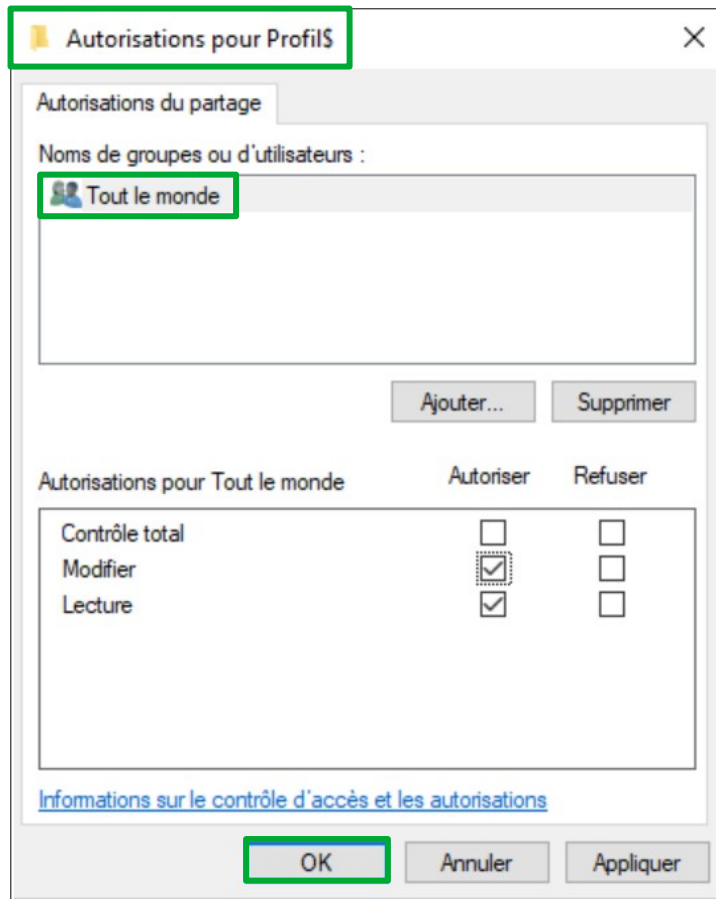 Autorisations pour Profil$
Autorisations du partage
Noms de groupes ou d'utilisateurs :
Tout le monde
Ajouter...
Supprimer
Autorisations pour Tout le monde Autoriser Refuser
Contrôle total
Modifier
Lecture
Informations sur le contrôle d'accès et les autorisations
OK
Annuler
Appliquer